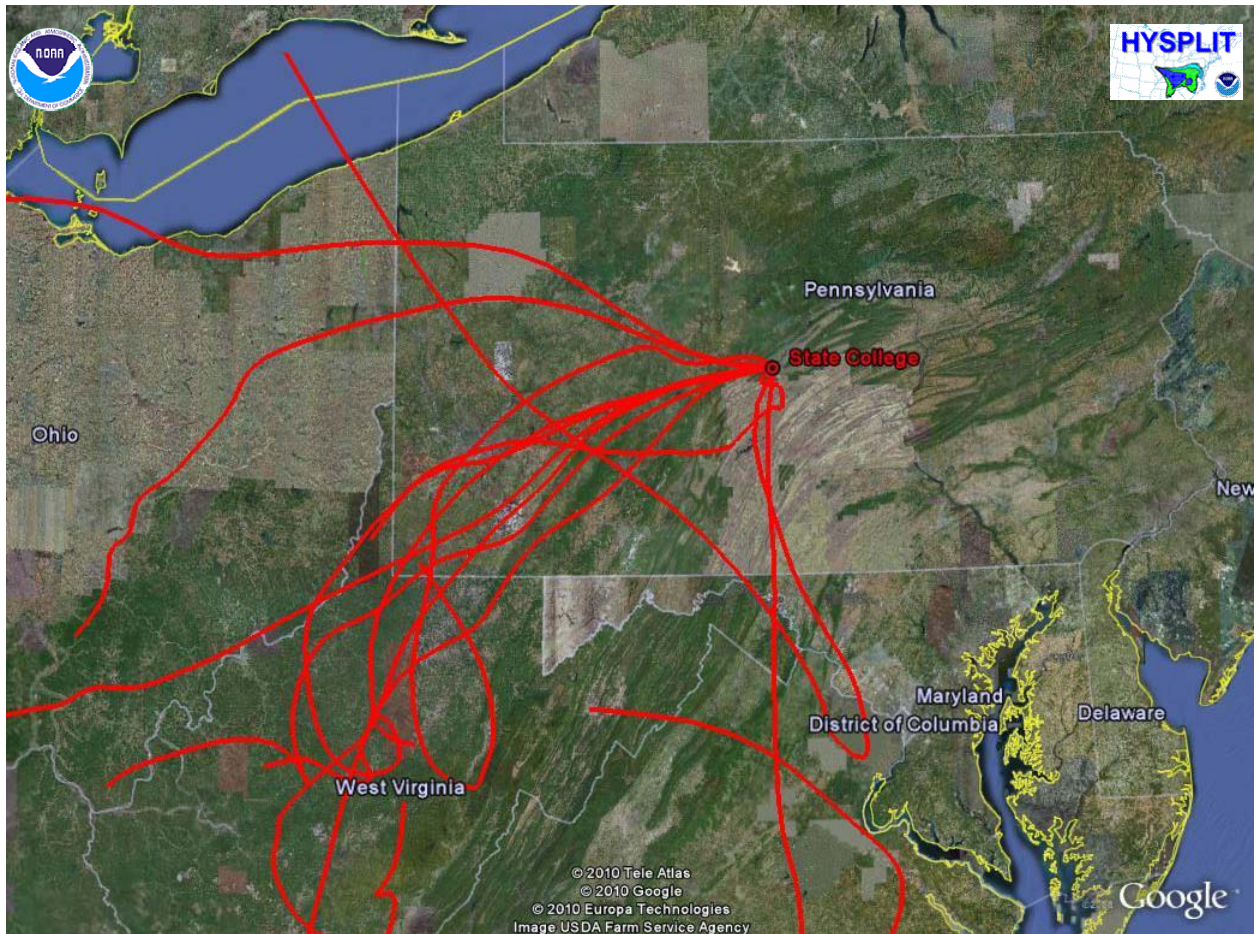 NOAA
HYSPLIT
Pennsylvania
State College
Ohio
New
Maryland
District of Columbia
Delaware
West Virginia
© 2010 Tele Atlas
© 2010 Google
© 2010 Europa Technologies
Image USDA Farm Service Agency
Google